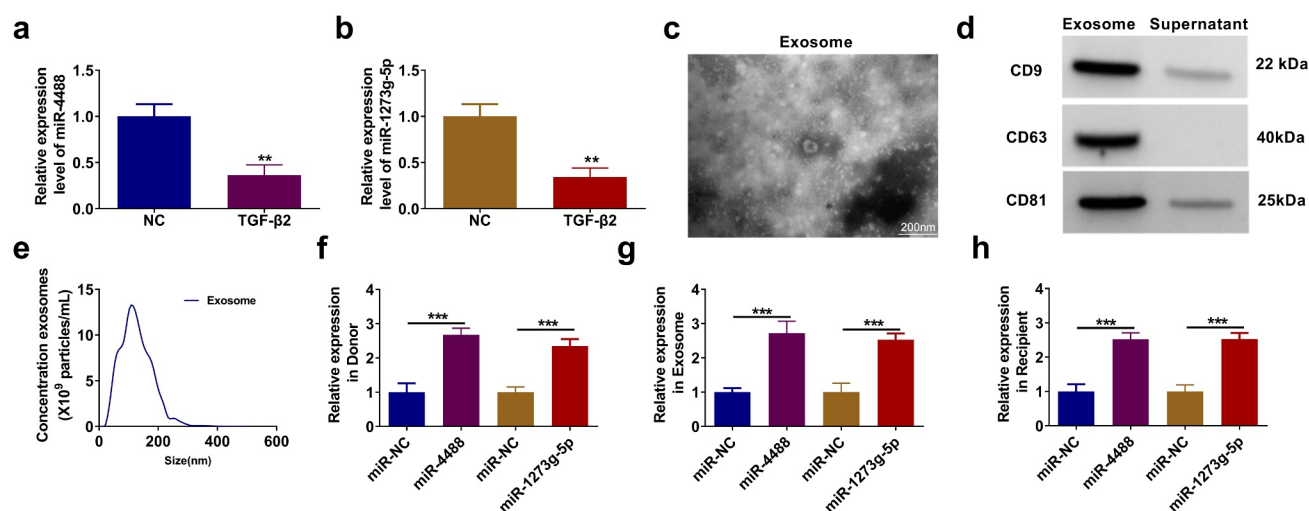 a
Relative expression
level of miR-4488
1.5
1.0
0.5
0.0
**
NC
TGF-β2
b
Relative expression
level of miR-1273g-5p
1.5
1.0
0.5
0.0
**
NC
TGF-β2
c
Exosome
200nm
d
Exosome Supernatant
CD9
22 kDa
CD63
40kDa
CD81
25kDa
e
Concentration exosomes
(X10⁹ particles/mL)
15
10
5
0
Exosome
0 200 400 600
Size(nm)
f
Relative expression
in Donor
4
3
2
1
0
***
***
miR-NC
miR-4488
miR-NC
miR-1273g-5p
g
Relative expression
in Exosome
4
3
2
1
0
***
***
miR-NC
miR-4488
miR-NC
miR-1273g-5p
h
Relative expression
in Recipient
4
3
2
1
0
***
***
miR-NC
miR-4488
miR-NC
miR-1273g-5p